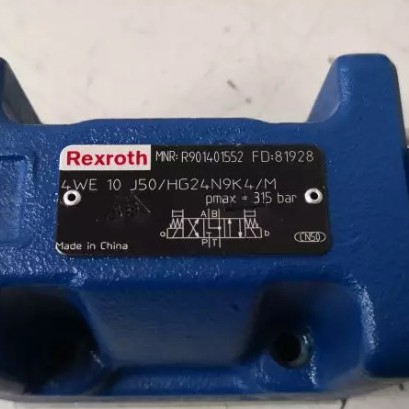 Rexroth MNR: R901401552 FD:81928
4WE 10 J50/HG24N9K4/M
pmax = 315 bar
A B
a b
P T
Made in China
CN50